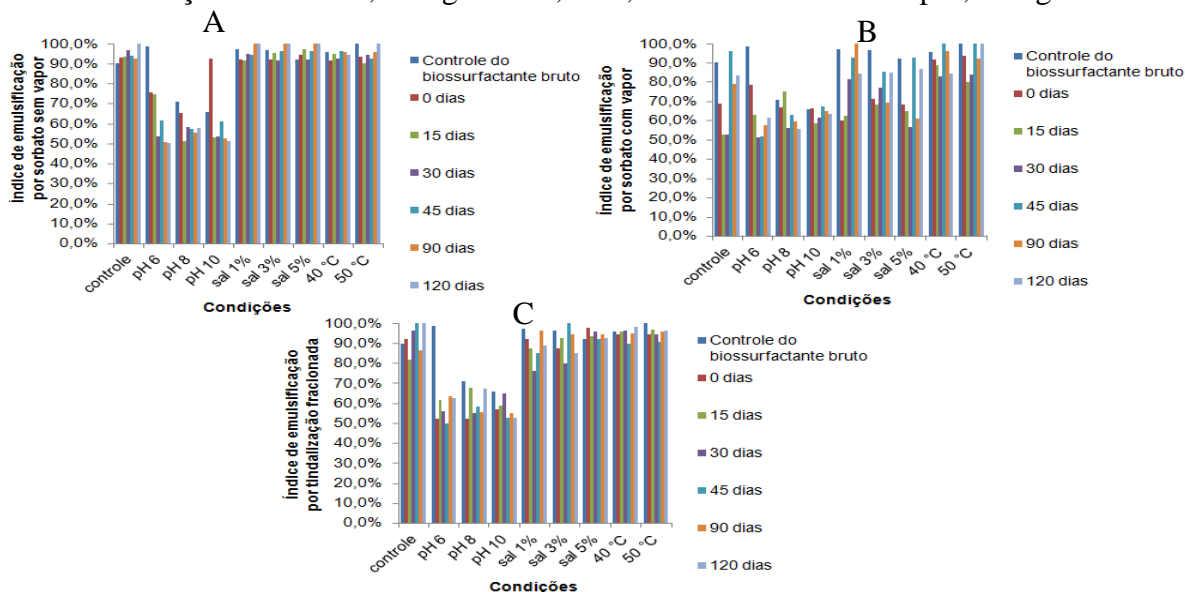 A
Índice de emulsificação
por sorbato sem vapor
100,0%
90,0%
80,0%
70,0%
60,0%
50,0%
40,0%
30,0%
20,0%
10,0%
0,0%
controle
pH 6
pH 8
pH 10
sal 1%
sal 3%
sal 5%
40 °C
50 °C
Condições
Controle do
biossurfactante bruto
0 dias
15 dias
30 dias
45 dias
90 dias
120 dias
B
Índice de emulsificação
por sorbato com vapor
100,0%
90,0%
80,0%
70,0%
60,0%
50,0%
40,0%
30,0%
20,0%
10,0%
0,0%
controle
pH 6
pH 8
pH 10
sal 1%
sal 3%
sal 5%
40 °C
50 °C
Condições
Controle do
biossurfactante bruto
0 dias
15 dias
30 dias
45 dias
90 dias
120 dias
C
Índice de emulsificação
por tindalização fracionada
100,0%
90,0%
80,0%
70,0%
60,0%
50,0%
40,0%
30,0%
20,0%
10,0%
0,0%
controle
pH 6
pH 8
pH 10
sal 1%
sal 3%
sal 5%
40 °C
50 °C
Condições
Controle do
biossurfactante bruto
0 dias
15 dias
30 dias
45 dias
90 dias
120 dias